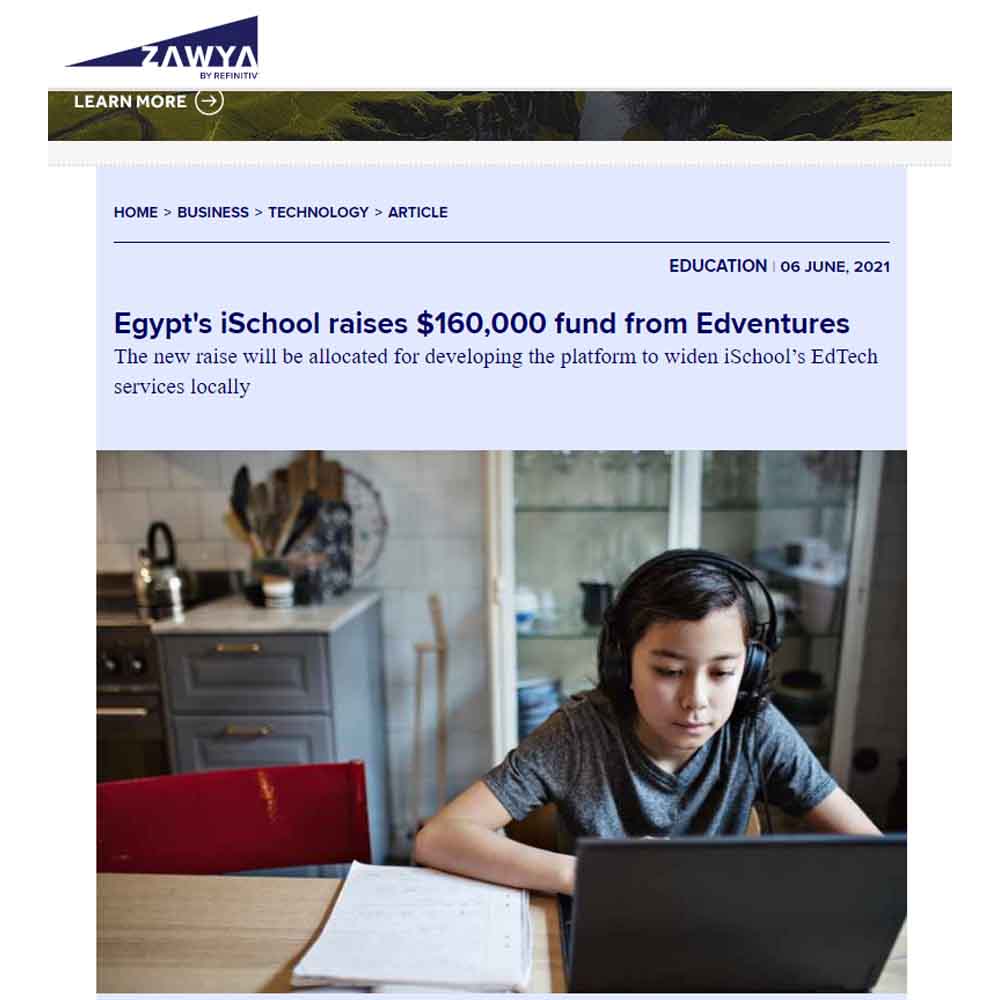 ZAWYA
BY REFINITIV
LEARN MORE
HOME > BUSINESS > TECHNOLOGY > ARTICLE
EDUCATION | 06 JUNE, 2021
Egypt's iSchool raises $160,000 fund from Edventures
The new raise will be allocated for developing the platform to widen iSchool’s EdTech
services locally